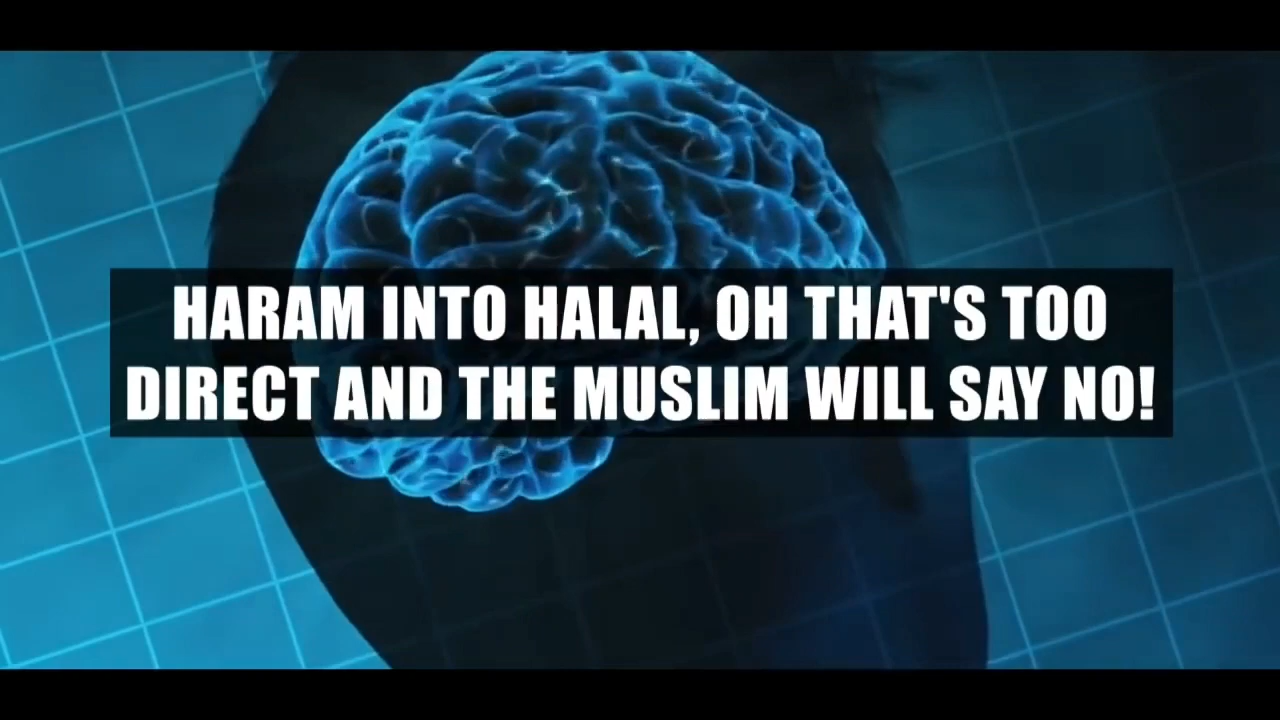 HARAM INTO HALAL, OH THAT'S TOO
DIRECT AND THE MUSLIM WILL SAY NO!